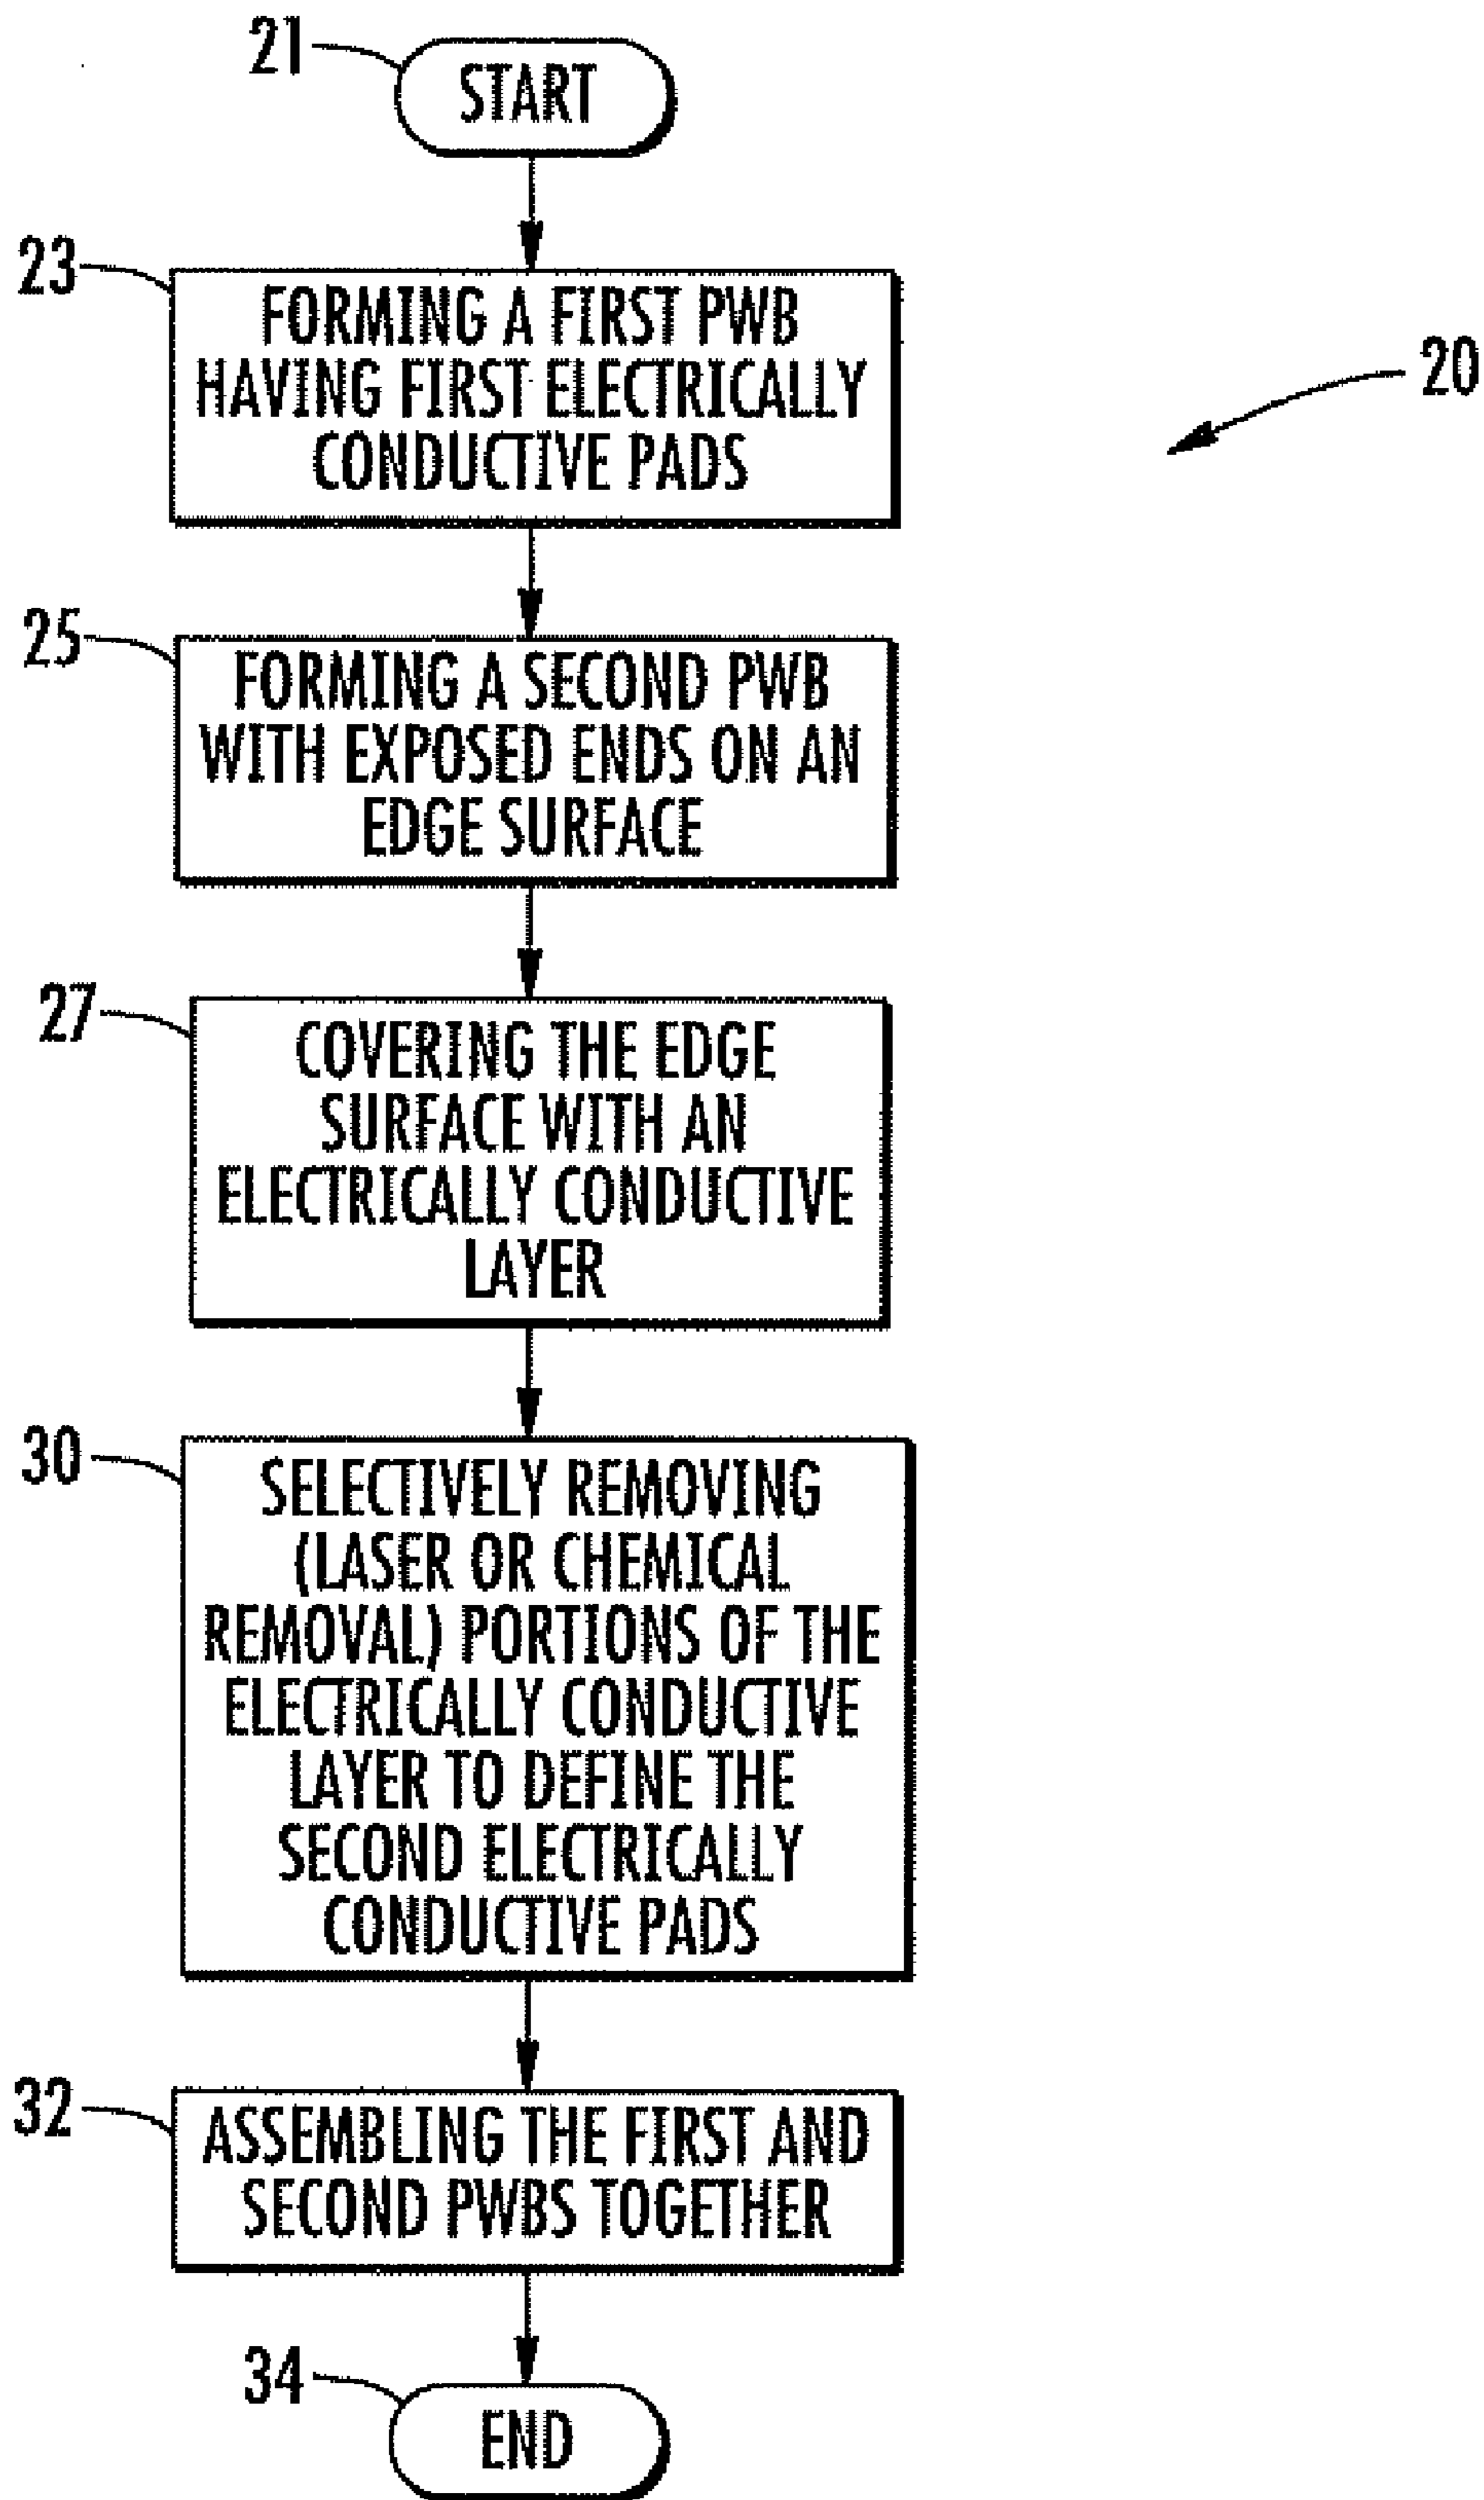 21
START
23
FORMING A FIRST PWB
HAVING FIRST ELECTRICALLY
CONDUCTIVE PADS
20
25
FORMING A SECOND PWB
WITH EXPOSED ENDS ON AN
EDGE SURFACE
27
COVERING THE EDGE
SURFACE WITH AN
ELECTRICALLY CONDUCTIVE
LAYER
30
SELECTIVELY REMOVING
(LASER OR CHEMICAL
REMOVAL) PORTIONS OF THE
ELECTRICALLY CONDUCTIVE
LAYER TO DEFINE THE
SECOND ELECTRICALLY
CONDUCTIVE PADS
32
ASSEMBLING THE FIRST AND
SECOND PWBS TOGETHER
34
END